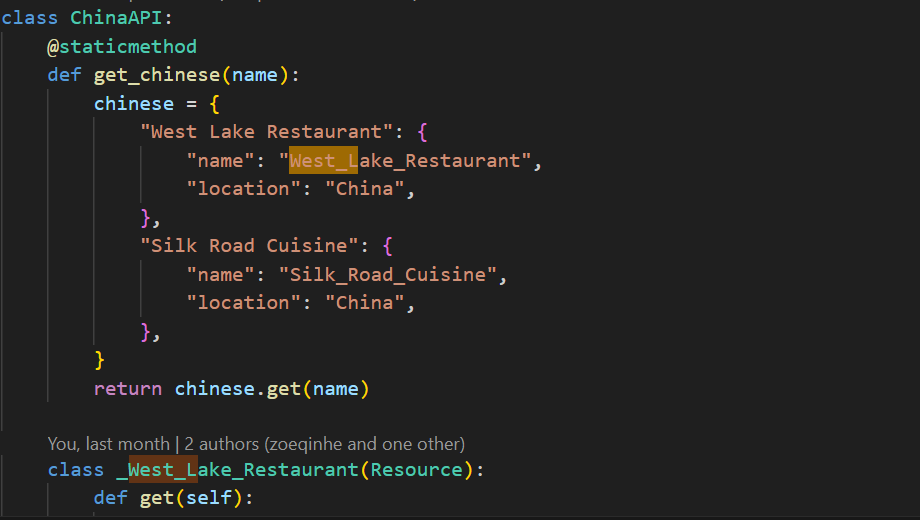 class ChinaAPI:
    @staticmethod
    def get_chinese(name):
        chinese = {
            "West Lake Restaurant": {
                "name": "West_Lake_Restaurant",
                "location": "China",
            },
            "Silk Road Cuisine": {
                "name": "Silk_Road_Cuisine",
                "location": "China",
            },
        }
        return chinese.get(name)
    You, last month | 2 authors (zoeqinhe and one other)
    class _West_Lake_Restaurant(Resource):
        def get(self):